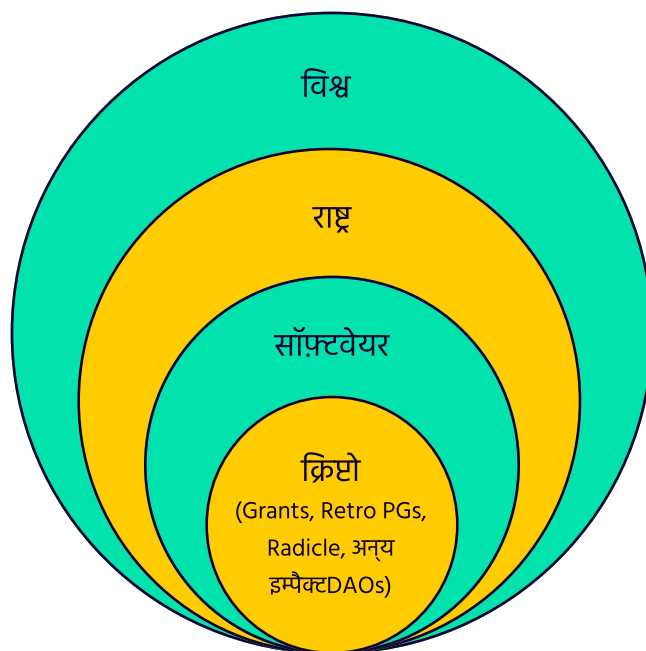 विश्व
राष्ट्र
सॉफ़्टवेयर
क्रिप्टो
(Grants, Retro PGs,
Radicle, अन्‍य
इम्पैक्टDAOs)